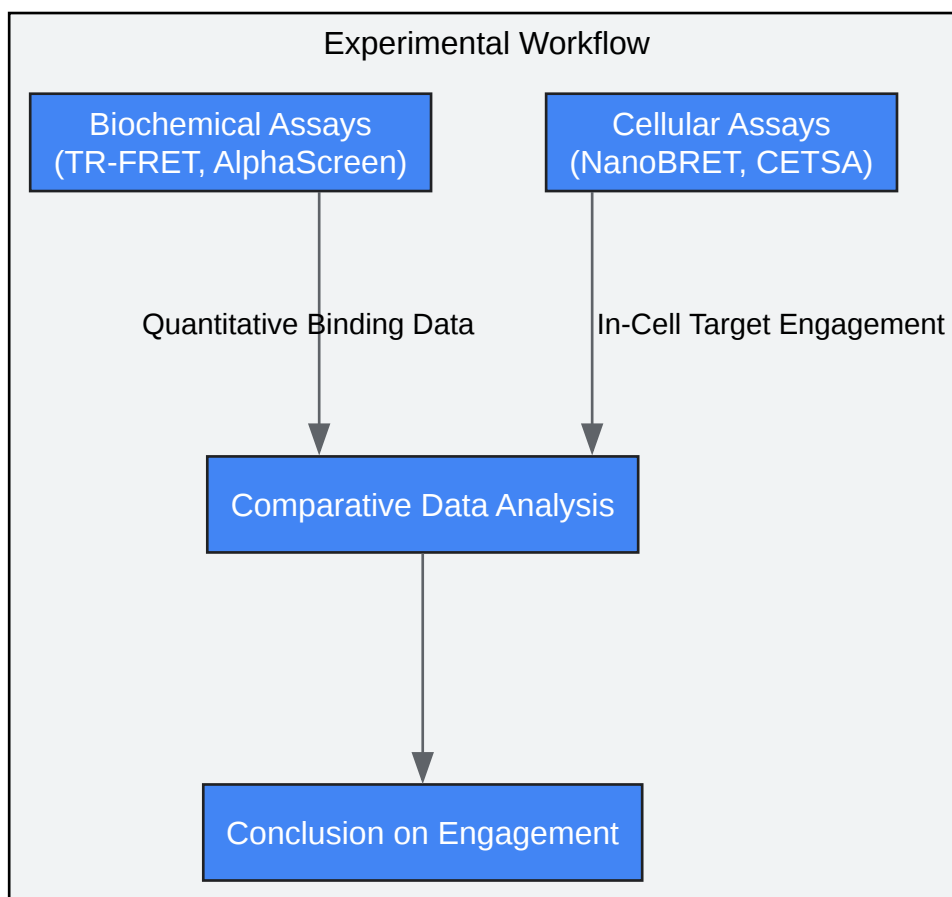 Experimental Workflow
Biochemical Assays
(TR-FRET, AlphaScreen)
Cellular Assays
(NanoBRET, CETSA)
Quantitative Binding Data
In-Cell Target Engagement
Comparative Data Analysis
Conclusion on Engagement